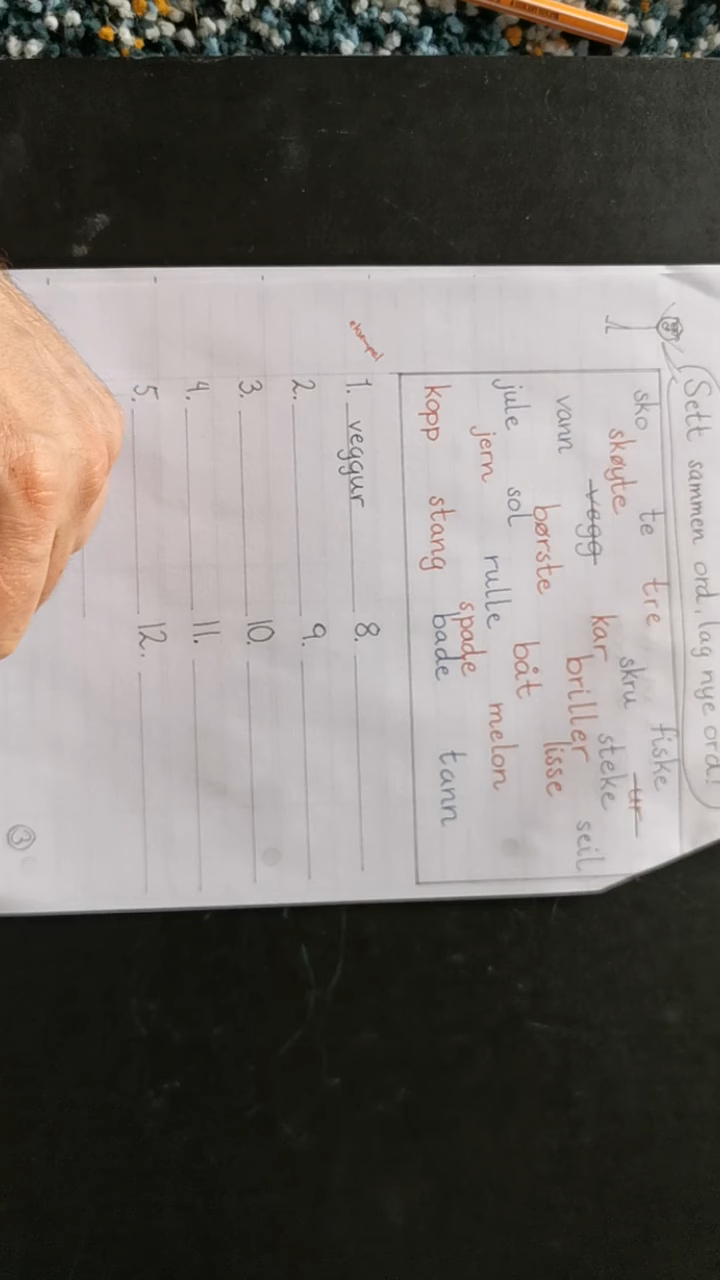 Sett sammen ord, lag nye ord!
sko te tre skru fiske
skøyte kar steke ur
vann vegg briller seil
børste lisse
jule sol rulle båt melon
jern spade
kopp stang bade tann
eksempel
1. veggur 8.
2. 9.
3. 10.
4. 11.
5. 12.
3